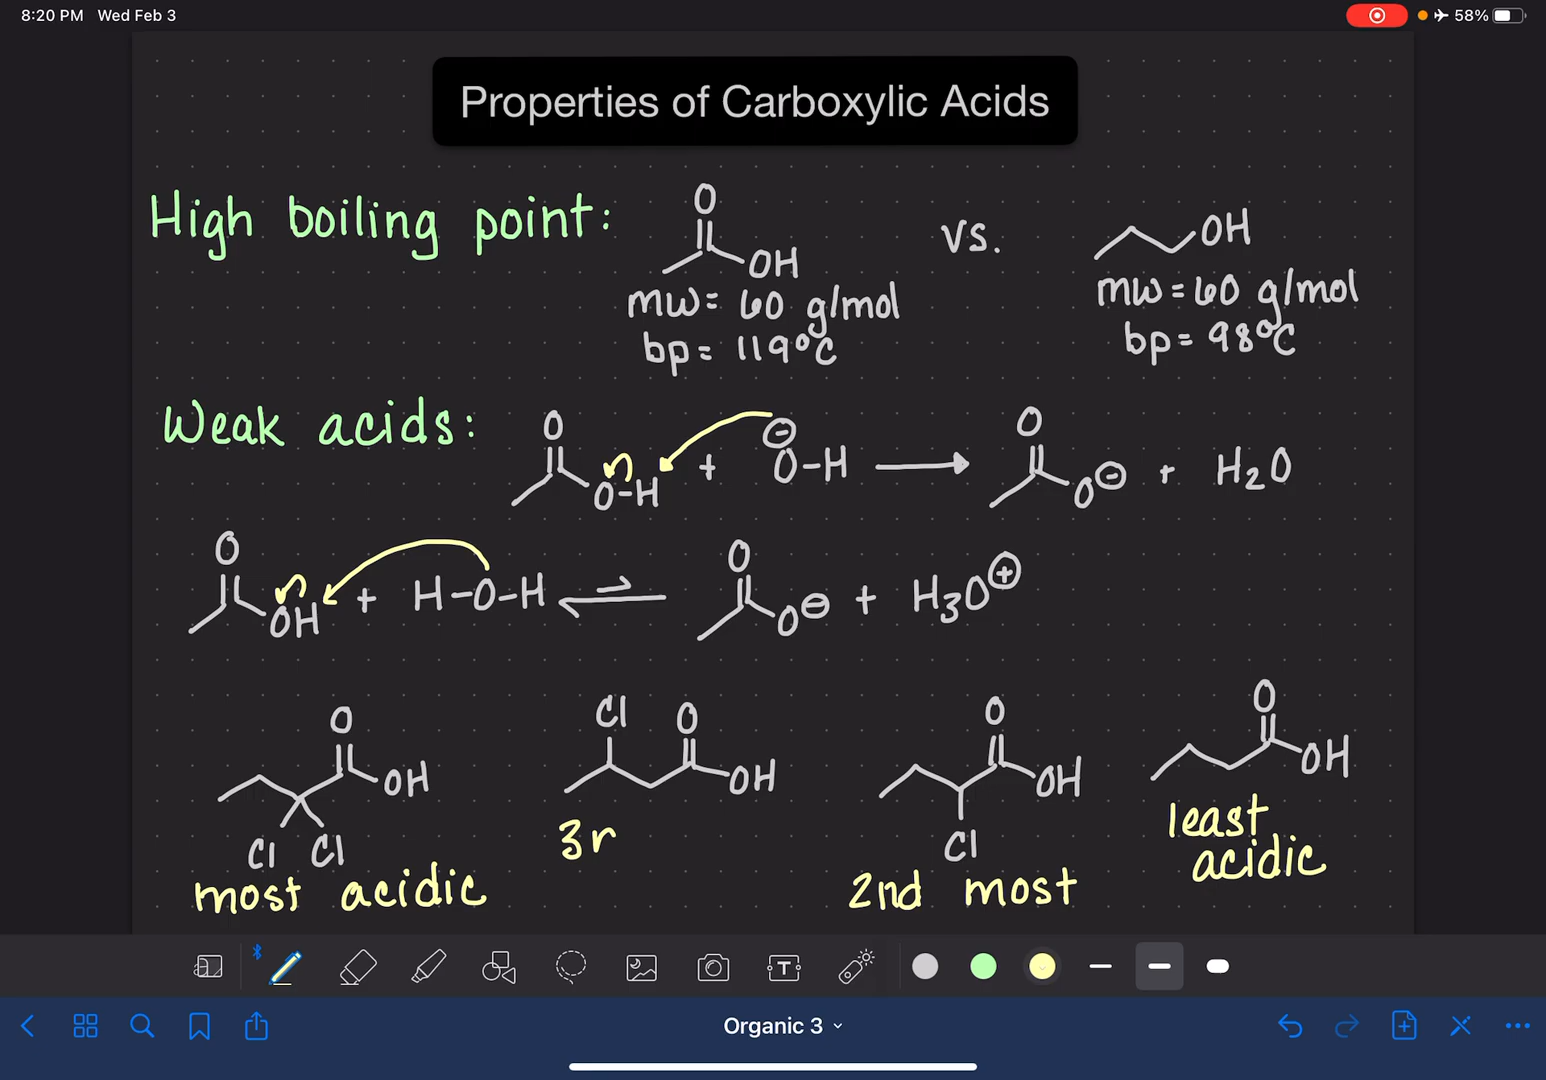 8:20 PM Wed Feb 3
58%
Properties of Carboxylic Acids
High boiling point:
O
OH
mw= 60 g/mol
bp= 119°C
vs.
OH
mw=60 g/mol
bp= 98°C
Weak acids:
O
O-H + ⊖O-H → O O⊖ + H2O
O
OH + H-O-H ⇌ O O⊖ + H3O⊕
O
OH
Cl Cl
most acidic
Cl O
OH
3r
O
OH
Cl
2nd most
O
OH
least
acidic
T
Organic 3